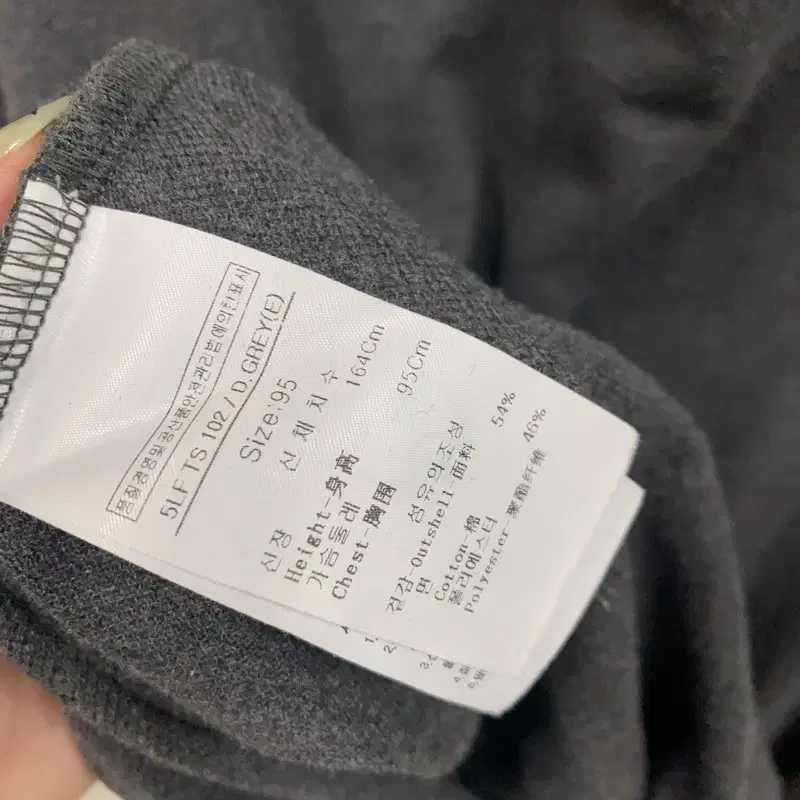 품질경영및공산품안전관리법에의한표시
5LFTS 102 / D.GREY(E)
Size:95
신 체 치 수
신장
Height-身高 164Cm
가슴둘레
Chest-胸围 95Cm
섬유의조성
겉감-Outshell-面料
면
Cotton-棉 54%
폴리에스터
Polyester-聚酯纤维 46%